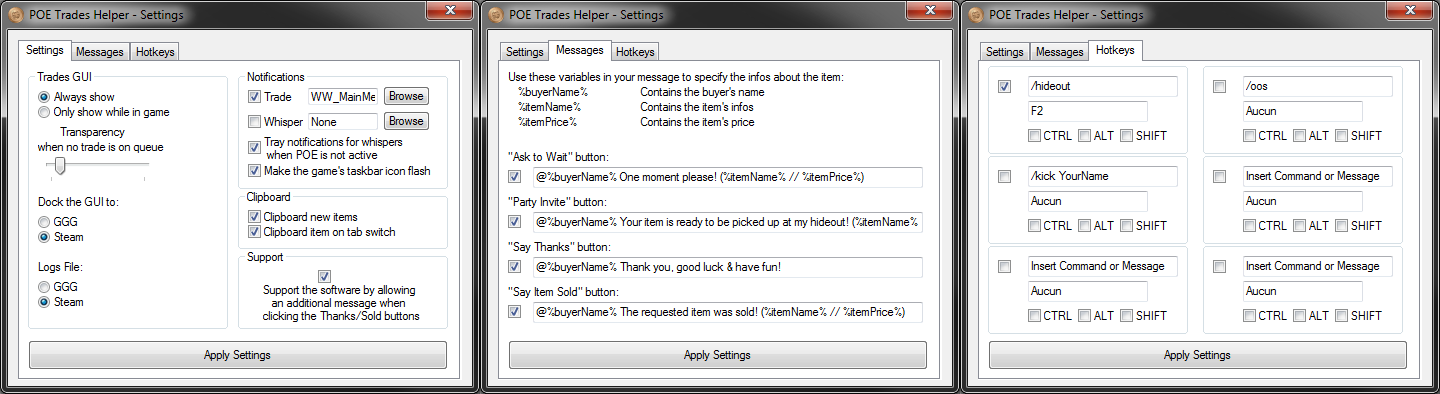 POE Trades Helper - Settings
Settings
Messages
Hotkeys
Trades GUI
Always show
Only show while in game
Transparency
when no trade is on queue
Dock the GUI to:
GGG
Steam
Logs File:
GGG
Steam
Notifications
Trade
WW_MainMe
Browse
Whisper
None
Browse
Tray notifications for whispers
when POE is not active
Make the game's taskbar icon flash
Clipboard
Clipboard new items
Clipboard item on tab switch
Support
Support the software by allowing
an additional message when
clicking the Thanks/Sold buttons
Apply Settings
POE Trades Helper - Settings
Settings
Messages
Hotkeys
Use these variables in your message to specify the infos about the item:
%buyerName% Contains the buyer's name
%itemName% Contains the item's infos
%itemPrice% Contains the item's price
"Ask to Wait" button:
@%buyerName% One moment please! (%itemName% // %itemPrice%)
"Party Invite" button:
@%buyerName% Your item is ready to be picked up at my hideout! (%itemName%
"Say Thanks" button:
@%buyerName% Thank you, good luck & have fun!
"Say Item Sold" button:
@%buyerName% The requested item was sold! (%itemName% // %itemPrice%)
Apply Settings
POE Trades Helper - Settings
Settings
Messages
Hotkeys
/hideout
F2
CTRL ALT SHIFT
/oos
Aucun
CTRL ALT SHIFT
/kick YourName
Aucun
CTRL ALT SHIFT
Insert Command or Message
Aucun
CTRL ALT SHIFT
Insert Command or Message
Aucun
CTRL ALT SHIFT
Insert Command or Message
Aucun
CTRL ALT SHIFT
Apply Settings